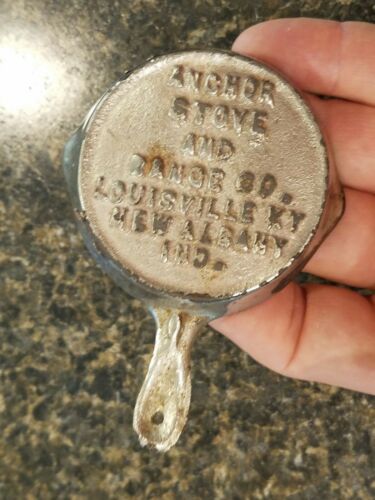 ANCHOR
STOVE
AND
RANGE CO.
LOUISVILLE KY
NEW ALBANY
IND.